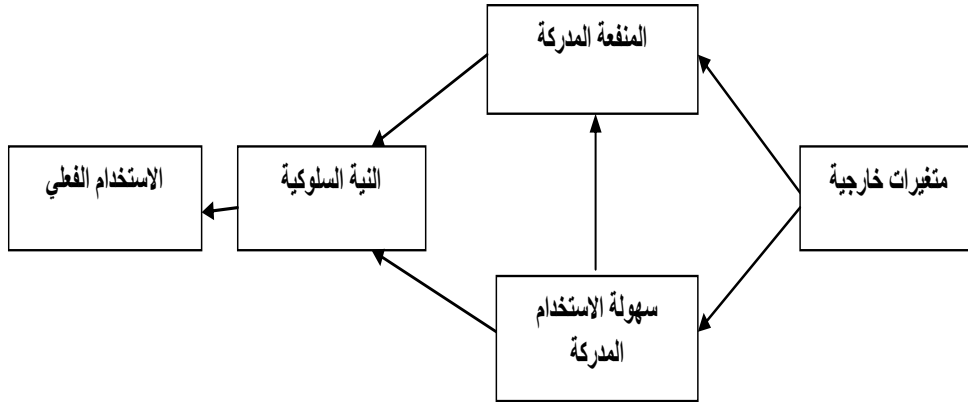 المنفعة المدركة
متغيرات خارجية
النية السلوكية
الاستخدام الفعلي
سهولة الاستخدام
المدركة